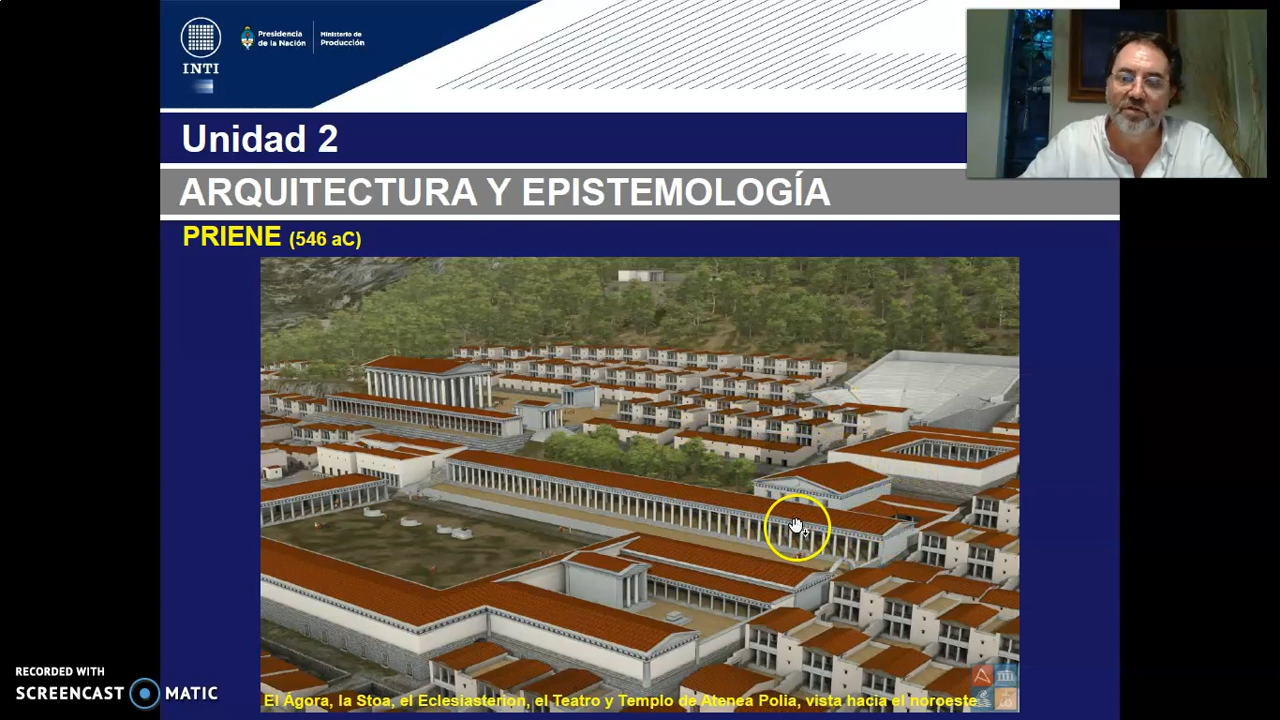 INTI
Presidencia
de la Nación
Ministerio de
Producción
Unidad 2
ARQUITECTURA Y EPISTEMOLOGÍA
PRIENE (546 aC)
El Ágora, la Stoa, el Eclesiasterion, el Teatro y Templo de Atenea Polia, vista hacia el noroeste
RECORDED WITH
SCREENCAST MATIC